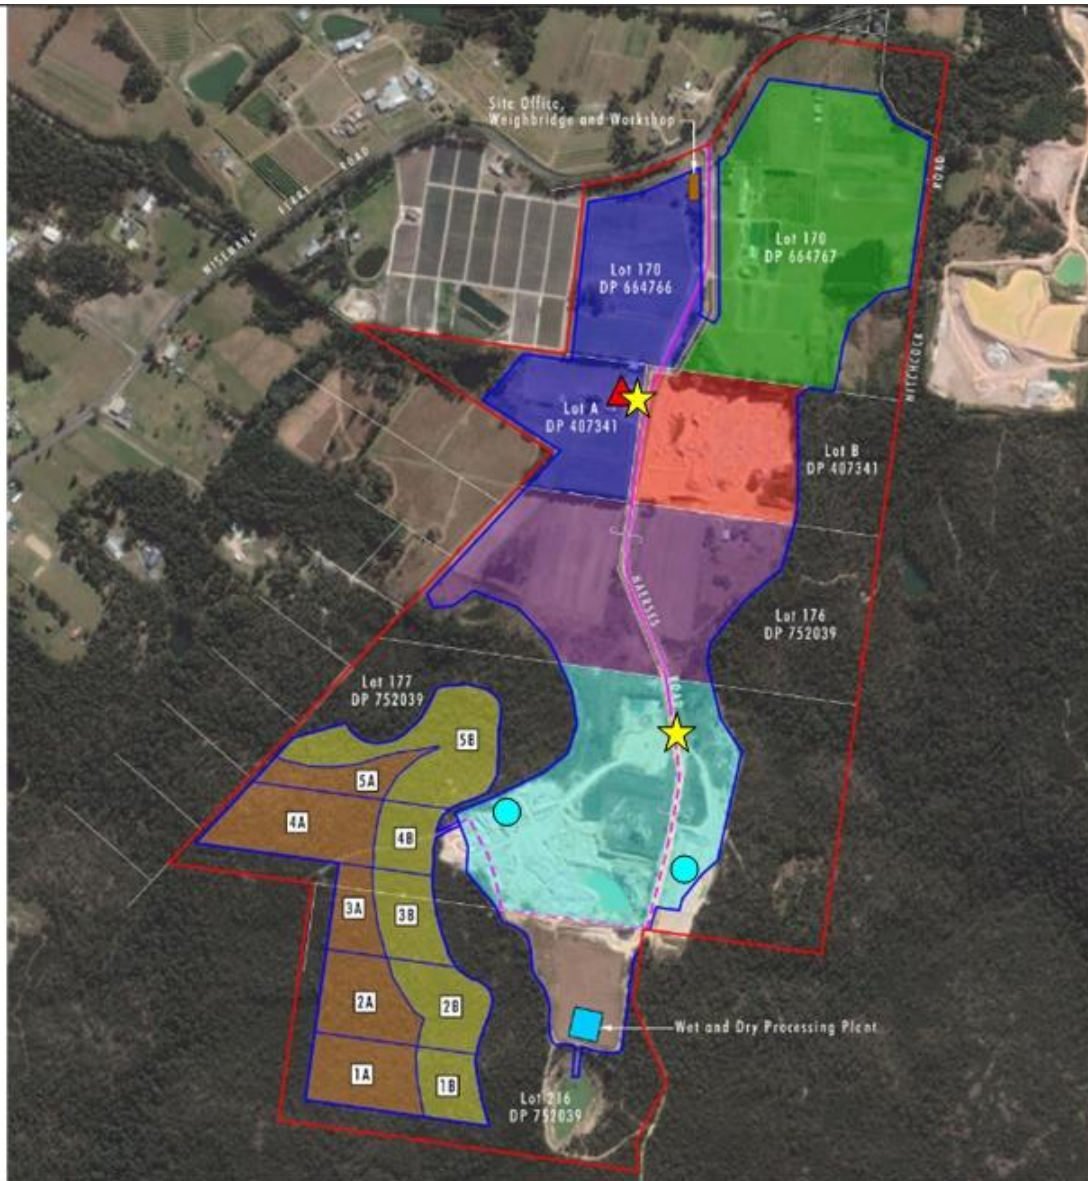 Site Office,
Weighbridge and Workshop
WISEMANS
FERRY
ROAD
Lot 170
DP 664767
ROAD
HITCHCOCK
Lot 170
DP 664766
Lot A
DP 407341
Lot B
DP 407341
HAERSES
ROAD
Lot 176
DP 752039
Lot 177
DP 752039
5B
5A
4A
4B
3A
3B
2A
2B
1A
1B
Wet and Dry Processing Plant
Lot 216
DP 752039